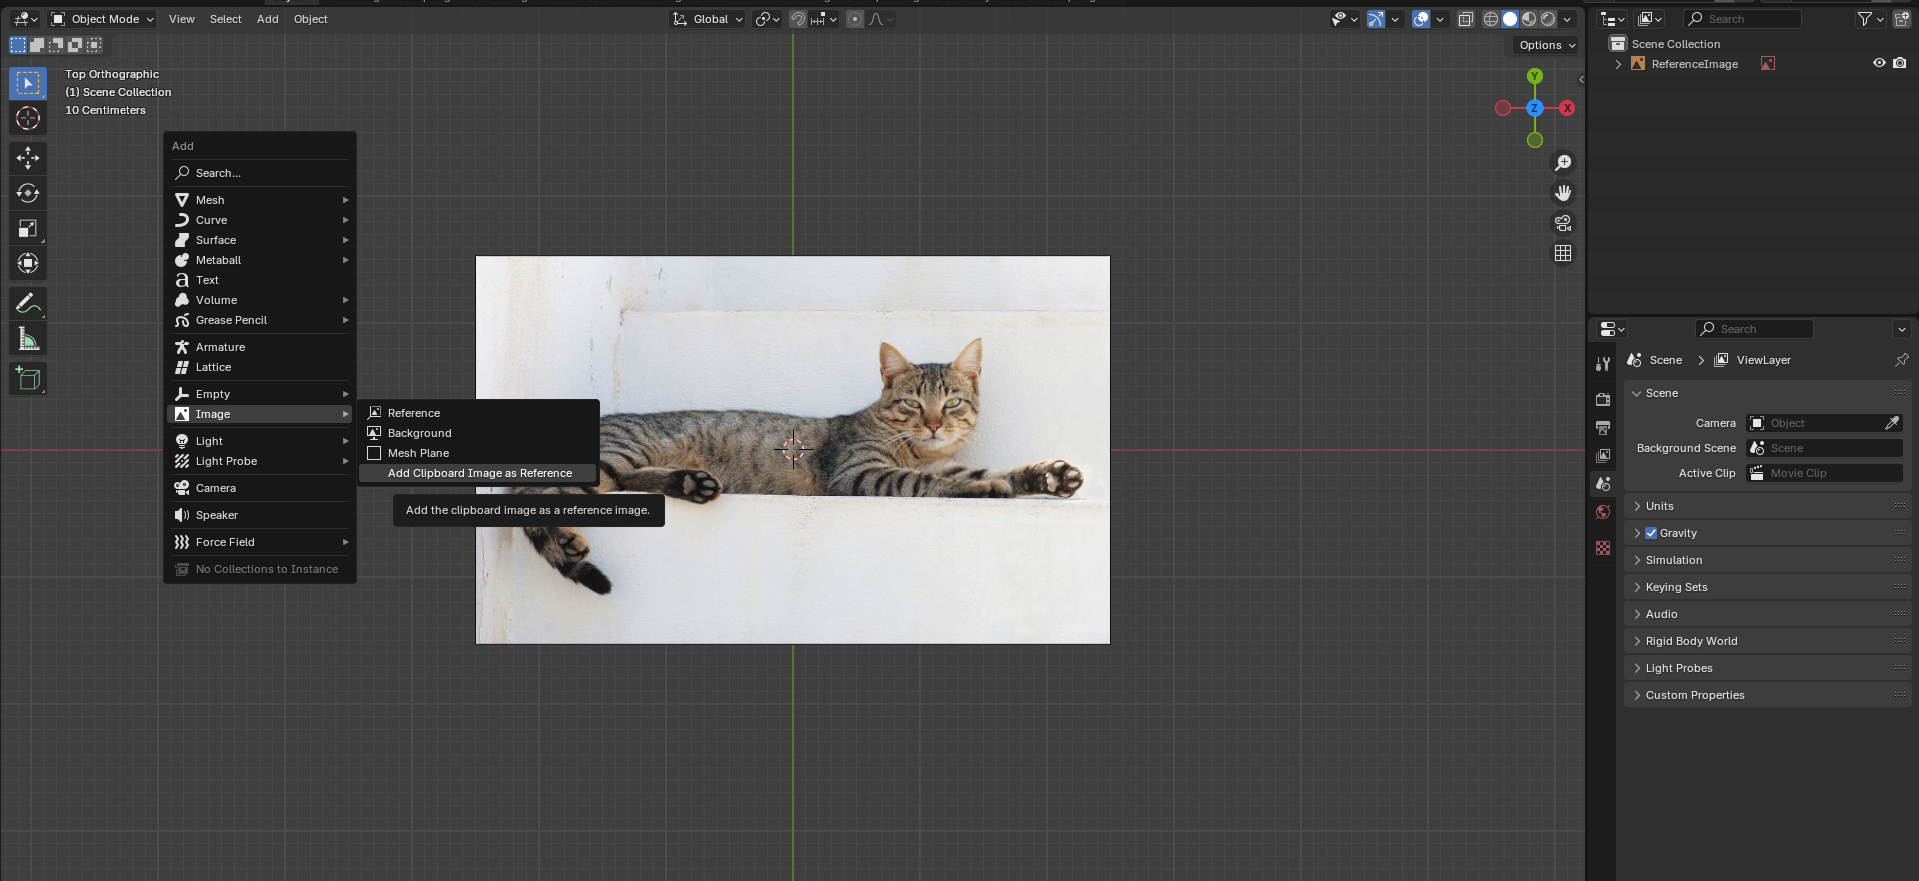 Object Mode
View
Select
Add
Object
Global
Search
Options
Scene Collection
ReferenceImage
Top Orthographic
(1) Scene Collection
10 Centimeters
Y
Z
X
Add
Search...
Mesh
Curve
Surface
Metaball
Text
Volume
Grease Pencil
Armature
Lattice
Empty
Image
Light
Light Probe
Camera
Speaker
Force Field
No Collections to Instance
Reference
Background
Mesh Plane
Add Clipboard Image as Reference
Add the clipboard image as a reference image.
Search
Scene
ViewLayer
Scene
Camera
Object
Background Scene
Scene
Active Clip
Movie Clip
Units
Gravity
Simulation
Keying Sets
Audio
Rigid Body World
Light Probes
Custom Properties